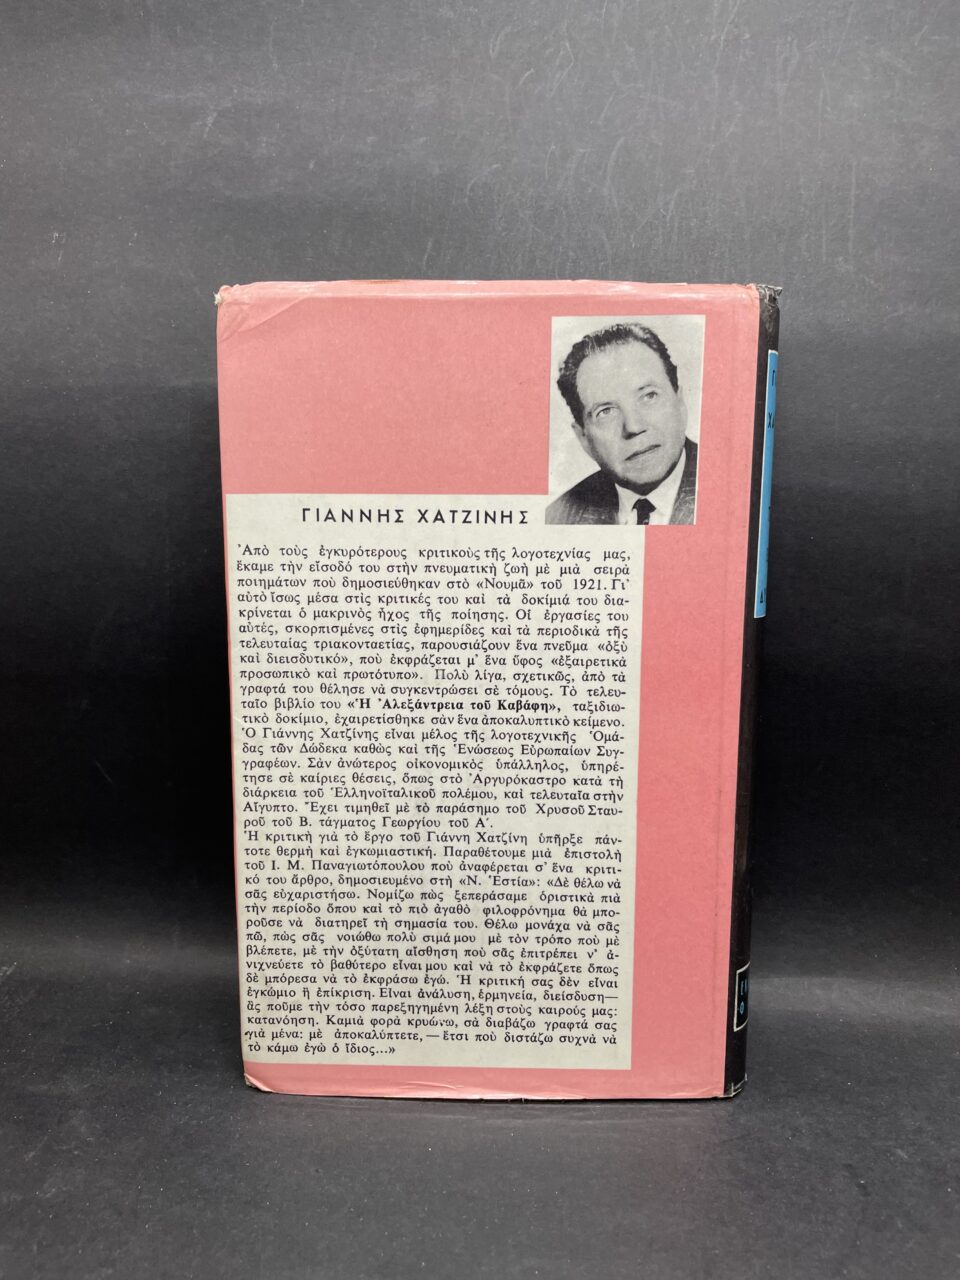 ΓΙΑΝΝΗΣ ΧΑΤΖΙΝΗΣ
Ἀπὸ τοὺς ἐγκυρότερους κριτικοὺς τῆς λογοτεχνίας μας,
ἔκαμε τὴν εἴσοδό του στὴν πνευματικὴ ζωὴ μὲ μιὰ σειρὰ
ποιημάτων ποὺ δημοσιεύθηκαν στὸ «Νουμᾶ» τοῦ 1921. Γι'
αὐτὸ ἴσως μέσα στὶς κριτικές του καὶ τὰ δοκίμιά του δια-
κρίνεται ὁ μακρινὸς ἦχος τῆς ποίησης. Οἱ ἐργασίες του
αὐτές, σκορπισμένες στὶς ἐφημερίδες καὶ τὰ περιοδικὰ τῆς
τελευταίας τριακονταετίας, παρουσιάζουν ἕνα πνεῦμα «ὀξὺ
καὶ διεισδυτικό», ποὺ ἐκφράζεται μ' ἕνα ὕφος «ἐξαιρετικὰ
προσωπικὸ καὶ πρωτότυπο». Πολὺ λίγα, σχετικῶς, ἀπὸ τὰ
γραφτά του θέλησε νὰ συγκεντρώσει σὲ τόμους. Τὸ τελευ-
ταῖο βιβλίο του «Ἡ Ἀλεξάντρεια τοῦ Καβάφη», ταξιδιω-
τικὸ δοκίμιο, ἐχαιρετίσθηκε σὰν ἕνα ἀποκαλυπτικὸ κείμενο.
Ὁ Γιάννης Χατζίνης εἶναι μέλος τῆς λογοτεχνικῆς Ὁμά-
δας τῶν Δώδεκα καθὼς καὶ τῆς Ἑνώσεως Εὐρωπαίων Συγ-
γραφέων. Σὰν ἀνώτερος οἰκονομικὸς ὑπάλληλος, ὑπηρέ-
τησε σὲ καίριες θέσεις, ὅπως στὸ Ἀργυρόκαστρο κατὰ τὴ
διάρκεια τοῦ Ἑλληνοϊταλικοῦ πολέμου, καὶ τελευταῖα στὴν
Αἴγυπτο. Ἔχει τιμηθεῖ μὲ τὸ παράσημο τοῦ Χρυσοῦ Σταυ-
ροῦ τοῦ Β. τάγματος Γεωργίου τοῦ Α'.
Ἡ κριτικὴ γιὰ τὸ ἔργο τοῦ Γιάννη Χατζίνη ὑπῆρξε πάν-
τοτε θερμὴ καὶ ἐγκωμιαστική. Παραθέτουμε μιὰ ἐπιστολὴ
τοῦ Ι. Μ. Παναγιωτόπουλου ποὺ ἀναφέρεται σ' ἕνα κριτι-
κό του ἄρθρο, δημοσιευμένο στὴ «Ν. Ἑστία»: «Δὲ θέλω νὰ
σᾶς εὐχαριστήσω. Νομίζω πὼς ξεπεράσαμε ὁριστικὰ πιὰ
τὴν περίοδο ὅπου καὶ τὸ πιὸ ἀγαθὸ φιλοφρόνημα θὰ μπο-
ροῦσε νὰ διατηρεῖ τὴ σημασία του. Θέλω μονάχα νὰ σᾶς
πῶ, πὼς σᾶς νοιώθω πολὺ σιμά μου μὲ τὸν τρόπο ποὺ μὲ
βλέπετε, μὲ τὴν ὀξύτατη αἴσθηση ποὺ σᾶς ἐπιτρέπει ν' ἀ-
νιχνεύετε τὸ βαθύτερο εἶναι μου καὶ νὰ τὸ ἐκφράζετε ὅπως
δὲ μπόρεσα νὰ τὸ ἐκφράσω ἐγώ. Ἡ κριτική σας δὲν εἶναι
ἐγκώμιο ἢ ἐπίκριση. Εἶναι ἀνάλυση, ἑρμηνεία, διείσδυση—
ἂς ποῦμε τὴν τόσο παρεξηγημένη λέξη στοὺς καιρούς μας:
κατανόηση. Καμιὰ φορὰ κρυώνω, σὰ διαβάζω γραφτά σας
γιὰ μένα: μὲ ἀποκαλύπτετε, — ἔτσι ποὺ διστάζω συχνὰ νὰ
τὸ κάμω ἐγὼ ὁ ἴδιος...»